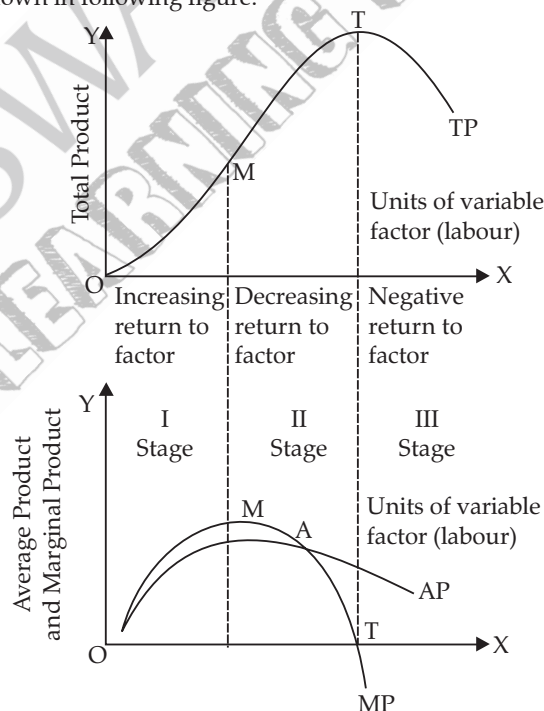 own in following figure.
Y
T
Total Product
TP
M
Units of variable
factor (labour)
O
X
Increasing
return to
factor
Decreasing
return to
factor
Negative
return to
factor
Y
I
Stage
II
Stage
III
Stage
Average Product
and Marginal Product
Units of variable
factor (labour)
M
A
AP
T
O
X
MP
LEARNING